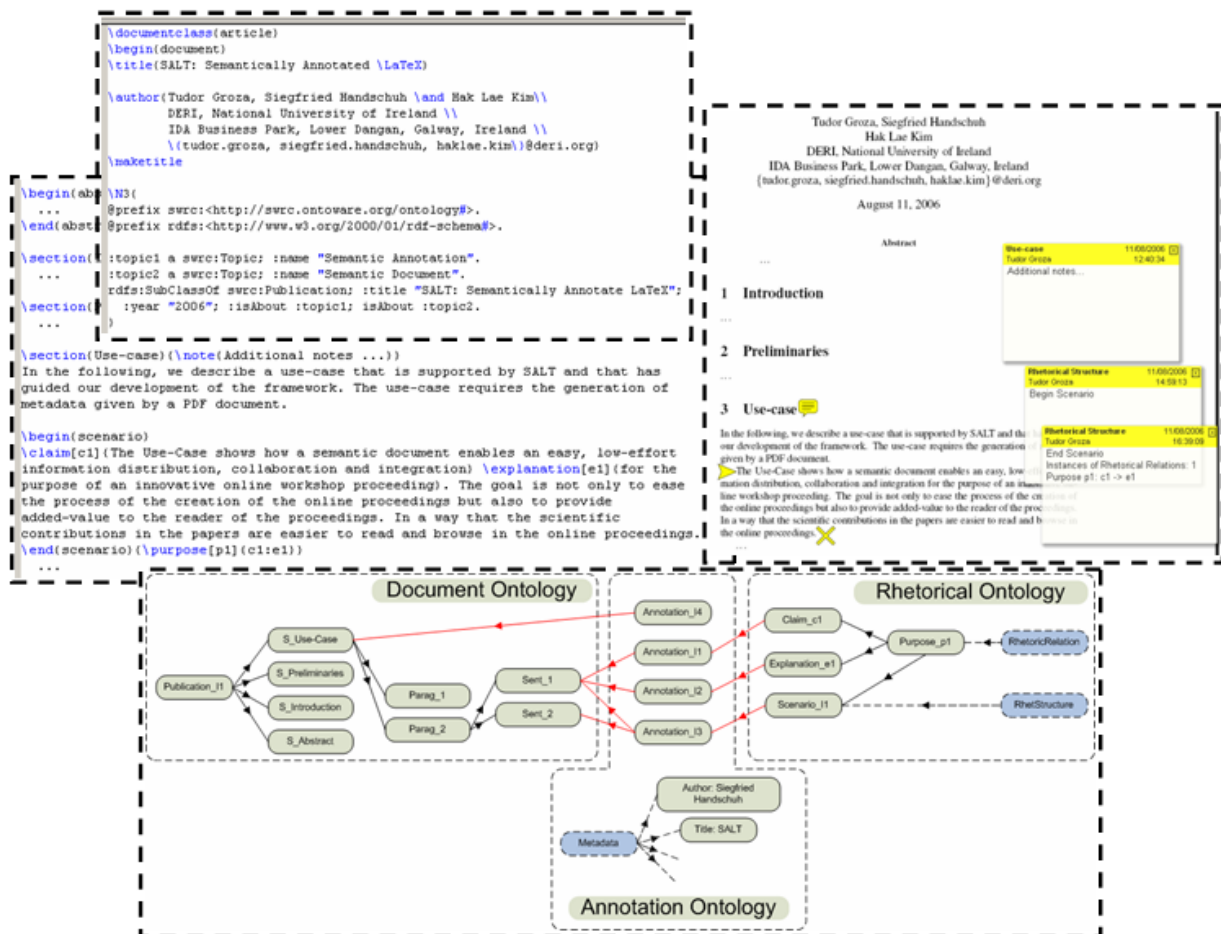 \documentclass(article)
\begin(document)
\title(SALT: Semantically Annotated \LaTeX)
\author(Tudor Groza, Siegfried Handschuh \and Hak Lae Kim\\
DERI, National University of Ireland \\
IDA Business Park, Lower Dangan, Galway, Ireland \\
\(tudor.groza, siegfried.handschuh, haklae.kim\)@deri.org)
\maketitle
\N3(
@prefix swrc:<http://swrc.ontoware.org/ontology#>.
@prefix rdfs:<http://www.w3.org/2000/01/rdf-schema#>.
:topic1 a swrc:Topic; :name "Semantic Annotation".
:topic2 a swrc:Topic; :name "Semantic Document".
rdfs:SubClassOf swrc:Publication; :title "SALT: Semantically Annotate LaTeX";
:year "2006"; :isAbout :topic1; isAbout :topic2.
)
\begin(abs
...
\end(abst
\section(
...
\section(
...
\section(Use-case)(\note(Additional notes ...))
In the following, we describe a use-case that is supported by SALT and that has
guided our development of the framework. The use-case requires the generation of
metadata given by a PDF document.
\begin(scenario)
\claim[c1](The Use-Case shows how a semantic document enables an easy, low-effort
information distribution, collaboration and integration) \explanation[e1](for the
purpose of an innovative online workshop proceeding). The goal is not only to ease
the process of the creation of the online proceedings but also to provide
added-value to the reader of the proceedings. In a way that the scientific
contributions in the papers are easier to read and browse in the online proceedings.
\end(scenario)(\purpose[p1](c1:e1))
...
Tudor Groza, Siegfried Handschuh
Hak Lae Kim
DERI, National University of Ireland
IDA Business Park, Lower Dangan, Galway, Ireland
{tudor.groza, siegfried.handschuh, haklae.kim}@deri.org
August 11, 2006
Abstract
...
1 Introduction
...
2 Preliminaries
...
3 Use-case
In the following, we describe a use-case that is supported by SALT and that
our development of the framework. The use-case requires the generation of
given by a PDF document.
The Use-Case shows how a semantic document enables an easy, low-eff
mation distribution, collaboration and integration for the purpose of an in
line workshop proceeding. The goal is not only to ease the process of the creation of
the online proceedings but also to provide added-value to the reader of the proceedings.
In a way that the scientific contributions in the papers are easier to read and browse in
the online proceedings.
...
Use-case 11/08/2006
Tudor Groza 12:40:34
Additional notes...
Rhetorical Structure 11/08/2006
Tudor Groza 14:59:13
Begin Scenario
Rhetorical Structure 11/08/2006
Tudor Groza 16:39:09
End Scenario
Instances of Rhetorical Relations: 1
Purpose p1: c1 -> e1
Document Ontology
Publication_I1
S_Use-Case
S_Preliminaries
S_Introduction
S_Abstract
Parag_1
Parag_2
Sent_1
Sent_2
Annotation_I4
Annotation_I1
Annotation_I2
Annotation_I3
Rhetorical Ontology
Claim_c1
Explanation_e1
Scenario_I1
Purpose_p1
RhetoricRelation
RhetStructure
Metadata
Author: Siegfried
Handschuh
Title: SALT
Annotation Ontology